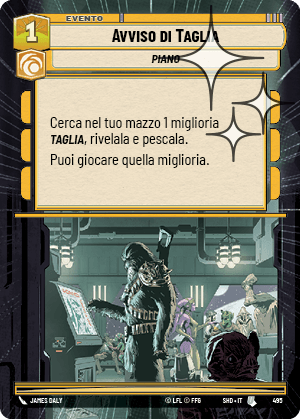 EVENTO
1
AVVISO DI TAGLIA
PIANO
Cerca nel tuo mazzo 1 miglioria
TAGLIA, rivelala e pescala.
Puoi giocare quella miglioria.
JAMES DALY
© LFL © FFG
SHD • IT
495